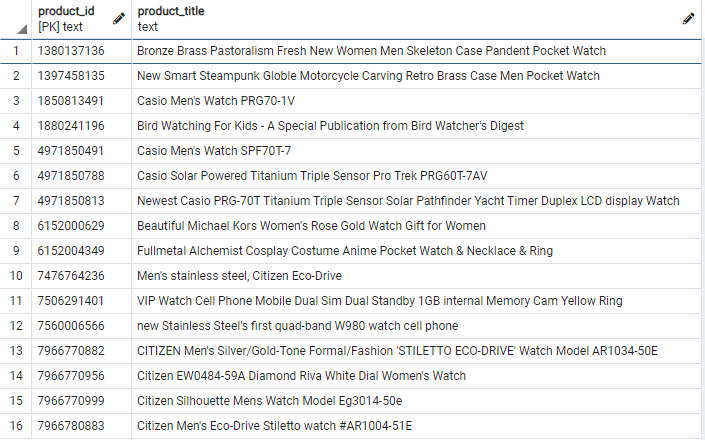 product_id product_title
[PK] text text
1 1380137136 Bronze Brass Pastoralism Fresh New Women Men Skeleton Case Pandent Pocket Watch
2 1397458135 New Smart Steampunk Globle Motorcycle Carving Retro Brass Case Men Pocket Watch
3 1850813491 Casio Men's Watch PRG70-1V
4 1880241196 Bird Watching For Kids - A Special Publication from Bird Watcher's Digest
5 4971850491 Casio Men's Watch SPF70T-7
6 4971850788 Casio Solar Powered Titanium Triple Sensor Pro Trek PRG60T-7AV
7 4971850813 Newest Casio PRG-70T Titanium Triple Sensor Solar Pathfinder Yacht Timer Duplex LCD display Watch
8 6152000629 Beautiful Michael Kors Women's Rose Gold Watch Gift for Women
9 6152004349 Fullmetal Alchemist Cosplay Costume Anime Pocket Watch & Necklace & Ring
10 7476764236 Men's stainless steel, Citizen Eco-Drive
11 7506291401 VIP Watch Cell Phone Mobile Dual Sim Dual Standby 1GB internal Memory Cam Yellow Ring
12 7560006566 new Stainless Steel's first quad-band W980 watch cell phone
13 7966770882 CITIZEN Men's Silver/Gold-Tone Formal/Fashion 'STILETTO ECO-DRIVE' Watch Model AR1034-50E
14 7966770956 Citizen EW0484-59A Diamond Riva White Dial Women's Watch
15 7966770999 Citizen Silhouette Mens Watch Model Eg3014-50e
16 7966780883 Citizen Men's Eco-Drive Stiletto watch #AR1004-51E